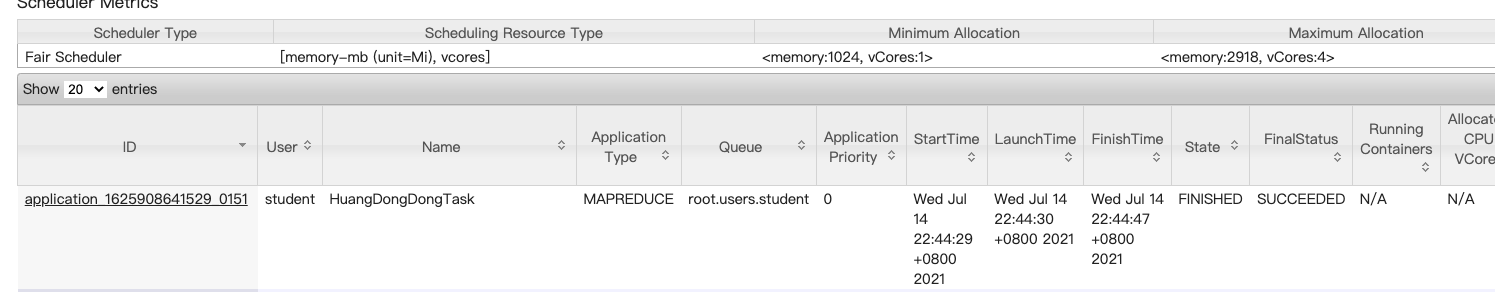 Scheduler Metrics
Scheduler Type Scheduling Resource Type Minimum Allocation Maximum Allocation
Fair Scheduler [memory-mb (unit=Mi), vcores] <memory:1024, vCores:1> <memory:2918, vCores:4>
Show 20 entries
ID User Name Application Type Queue Application Priority StartTime LaunchTime FinishTime State FinalStatus Running Containers CPU
application_1625908641529_0151 student HuangDongDongTask MAPREDUCE root.users.student 0 Wed Jul 14 22:44:29 +0800 2021 Wed Jul 14 22:44:30 +0800 2021 Wed Jul 14 22:44:47 +0800 2021 FINISHED SUCCEEDED N/A N/A